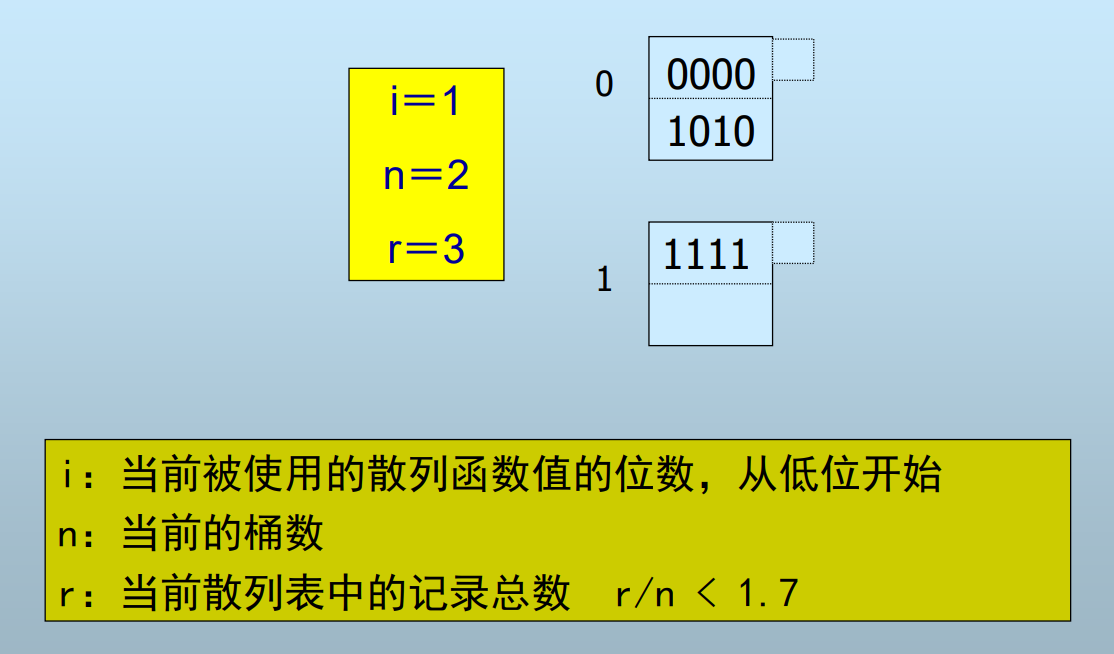 i＝1
n＝2
r＝3
0
0000
1010
1
1111
i：当前被使用的散列函数值的位数，从低位开始
n：当前的桶数
r：当前散列表中的记录总数 r/n < 1.7